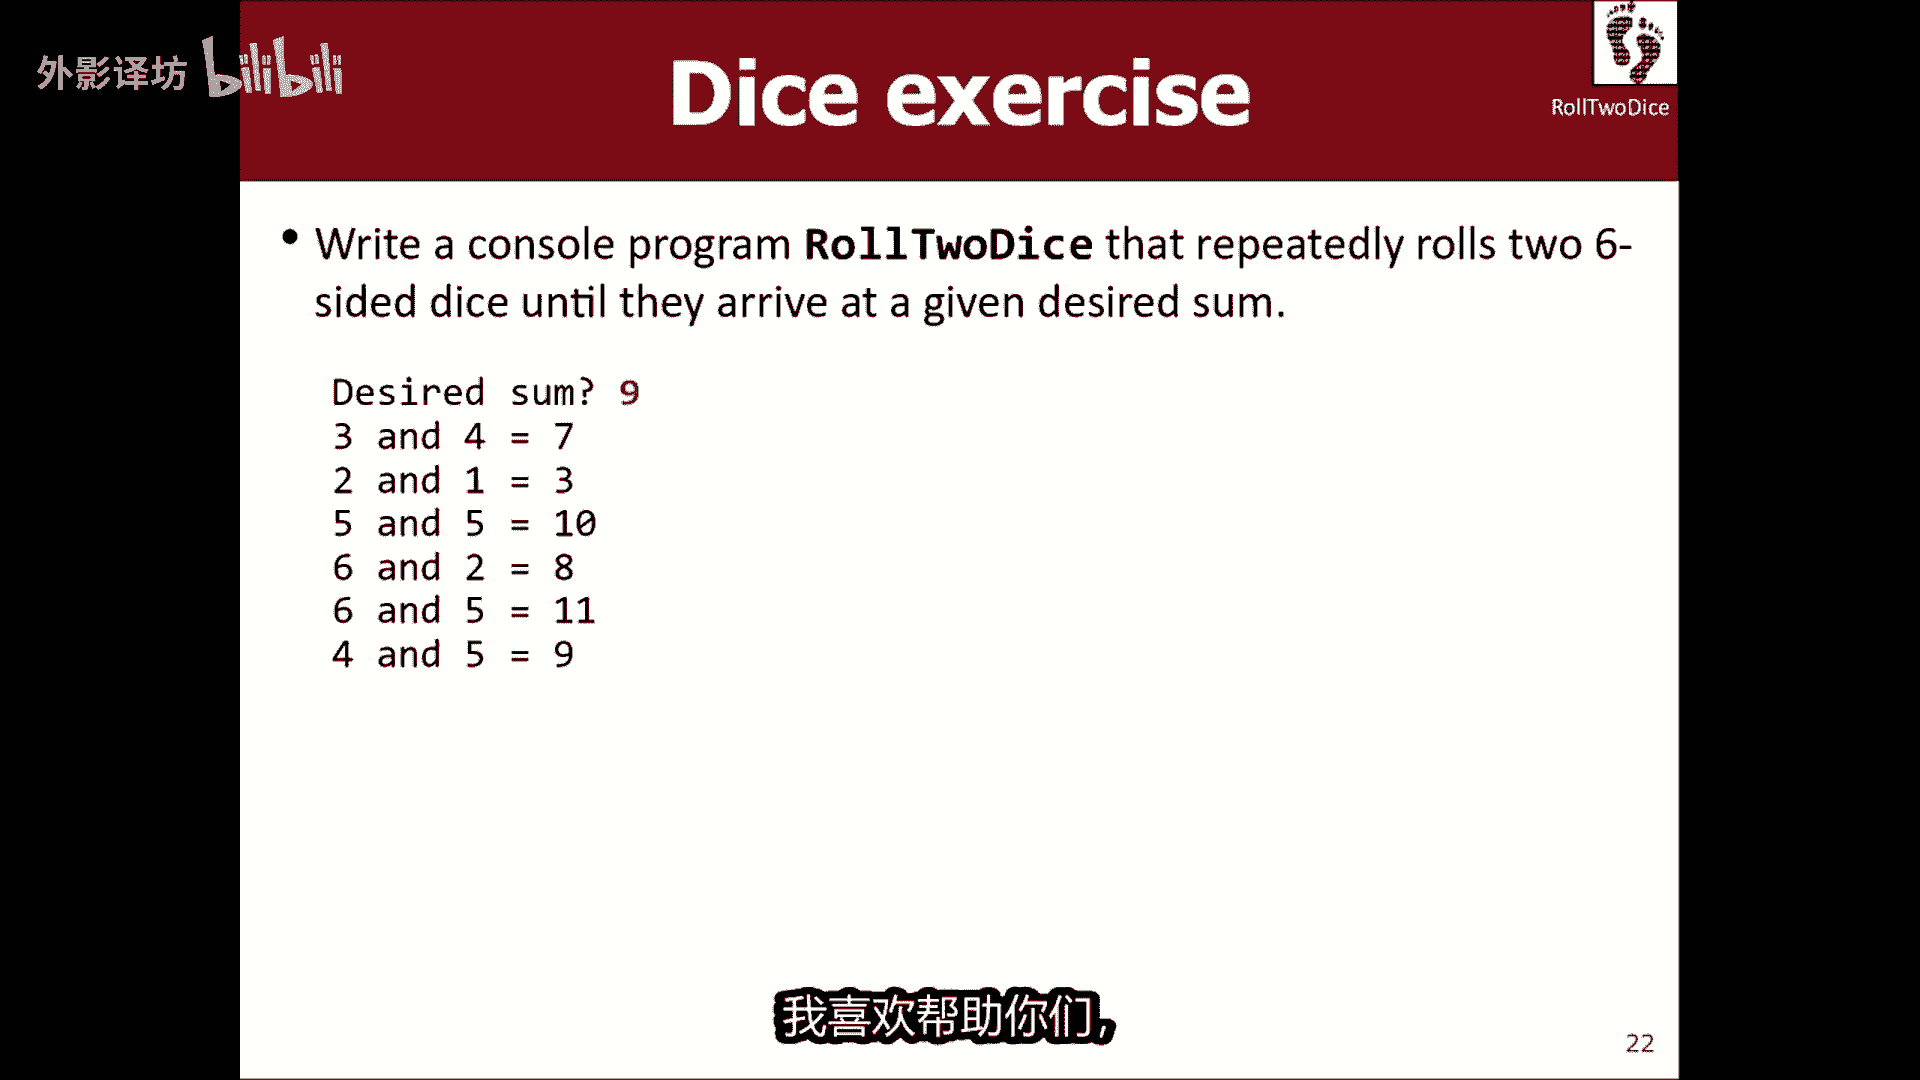 外影译坊 bilibili
Dice exercise
RollTwoDice
• Write a console program RollTwoDice that repeatedly rolls two 6-
sided dice until they arrive at a given desired sum.
Desired sum? 9
3 and 4 = 7
2 and 1 = 3
5 and 5 = 10
6 and 2 = 8
6 and 5 = 11
4 and 5 = 9
我喜欢帮助你们,
22